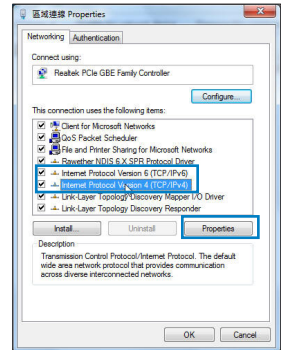 區域連線 Properties
Networking Authentication
Connect using:
Realtek PCIe GBE Family Controller
Configure...
This connection uses the following items:
Client for Microsoft Networks
QoS Packet Scheduler
File and Printer Sharing for Microsoft Networks
Rawether NDIS 6.X SPR Protocol Driver
Internet Protocol Version 6 (TCP/IPv6)
Internet Protocol Version 4 (TCP/IPv4)
Link-Layer Topology Discovery Mapper I/O Driver
Link-Layer Topology Discovery Responder
Install... Uninstall Properties
Description
Transmission Control Protocol/Internet Protocol. The default
wide area network protocol that provides communication
across diverse interconnected networks.
OK Cancel